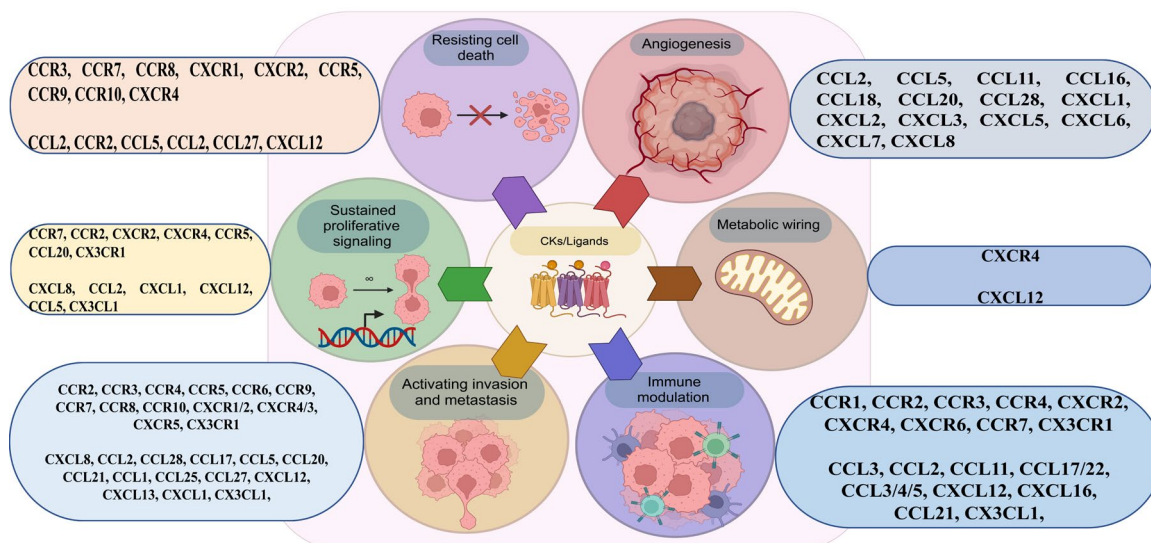 Resisting cell
death
Angiogenesis
CCR3, CCR7, CCR8, CXCR1, CXCR2, CCR5,
CCR9, CCR10, CXCR4
CCL2, CCR2, CCL5, CCL2, CCL27, CXCL12
CCL2, CCL5, CCL11, CCL16,
CCL18, CCL20, CCL28, CXCL1,
CXCL2, CXCL3, CXCL5, CXCL6,
CXCL7, CXCL8
Sustained
proliferative
signaling
∞
CKs/Ligands
Metabolic wiring
CCR7, CCR2, CXCR2, CXCR4, CCR5,
CCL20, CX3CR1
CXCL8, CCL2, CXCL1, CXCL12,
CCL5, CX3CL1
CXCR4
CXCL12
Activating invasion
and metastasis
Immune
modulation
CCR2, CCR3, CCR4, CCR5, CCR6, CCR9,
CCR7, CCR8, CCR10, CXCR1/2, CXCR4/3,
CXCR5, CX3CR1
CXCL8, CCL2, CCL28, CCL17, CCL5, CCL20,
CCL21, CCL1, CCL25, CCL27, CXCL12,
CXCL13, CXCL1, CX3CL1,
CCR1, CCR2, CCR3, CCR4, CXCR2,
CXCR4, CXCR6, CCR7, CX3CR1
CCL3, CCL2, CCL11, CCL17/22,
CCL3/4/5, CXCL12, CXCL16,
CCL21, CX3CL1,